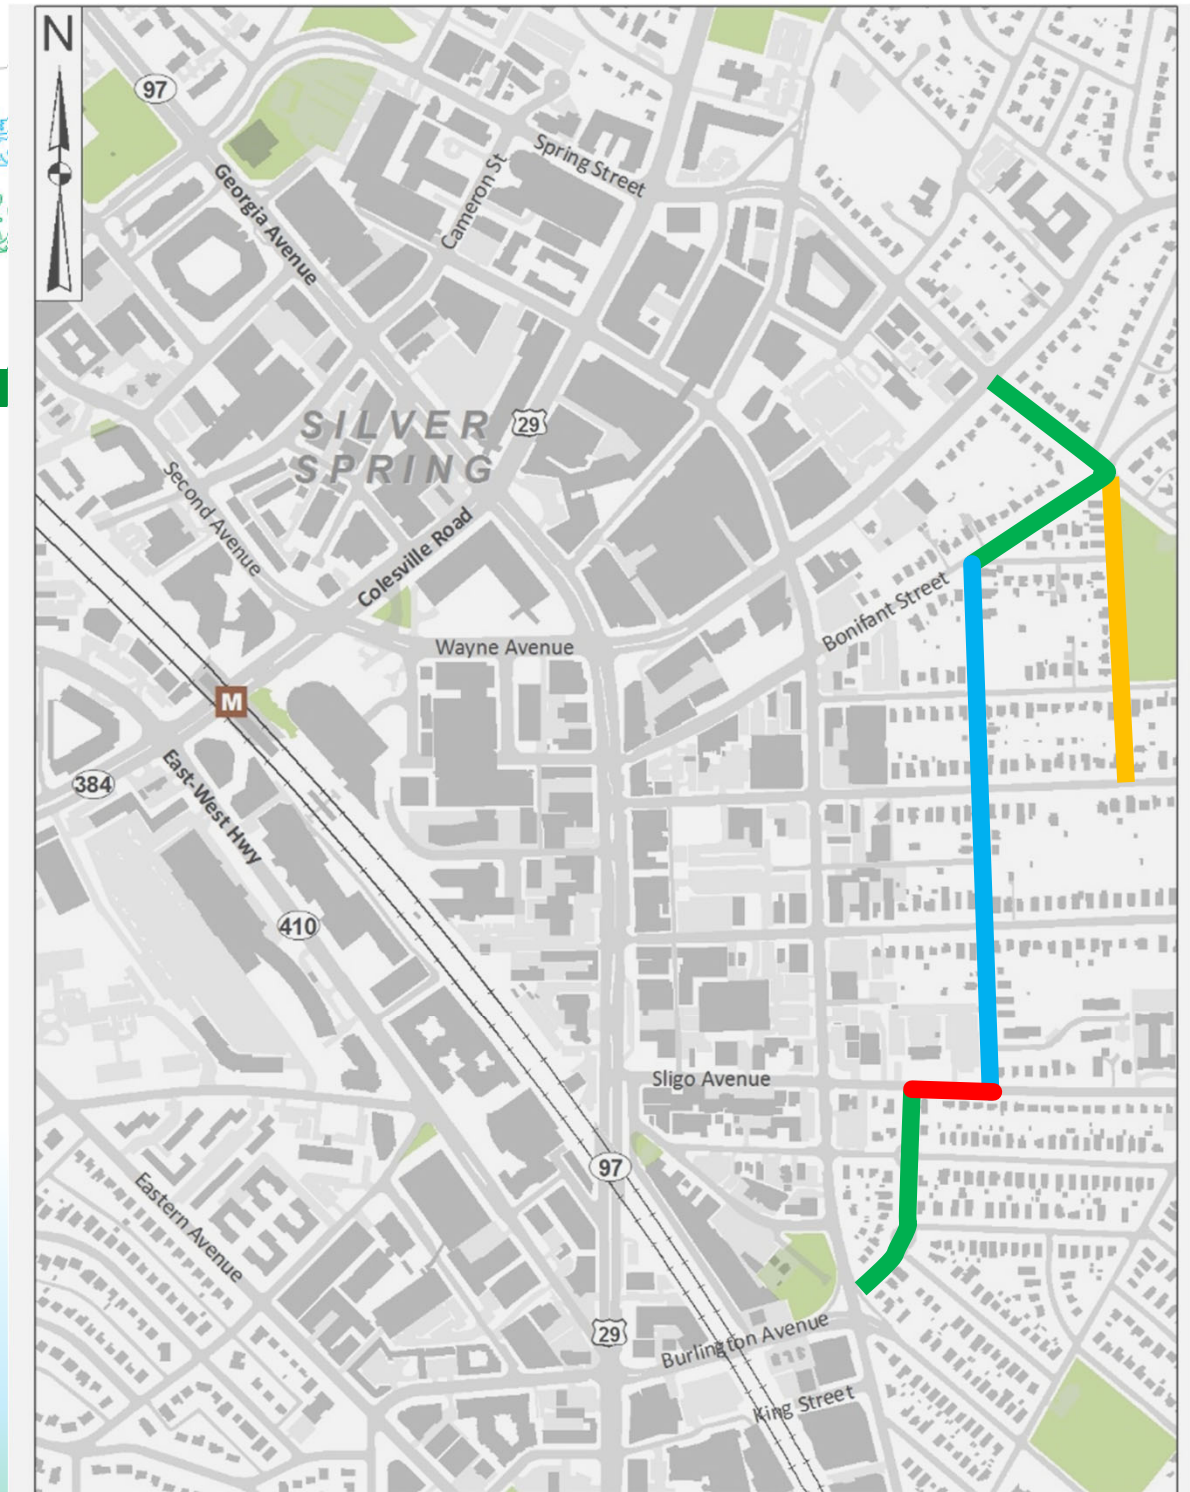 N
97
Spring Street
Cameron St
Georgia Avenue
SILVER
SPRING
29
Second Avenue
Colesville Road
Bonifant Street
Wayne Avenue
M
384
East-West Hwy
410
Sligo Avenue
97
Eastern Avenue
29
Burlington Avenue
King Street